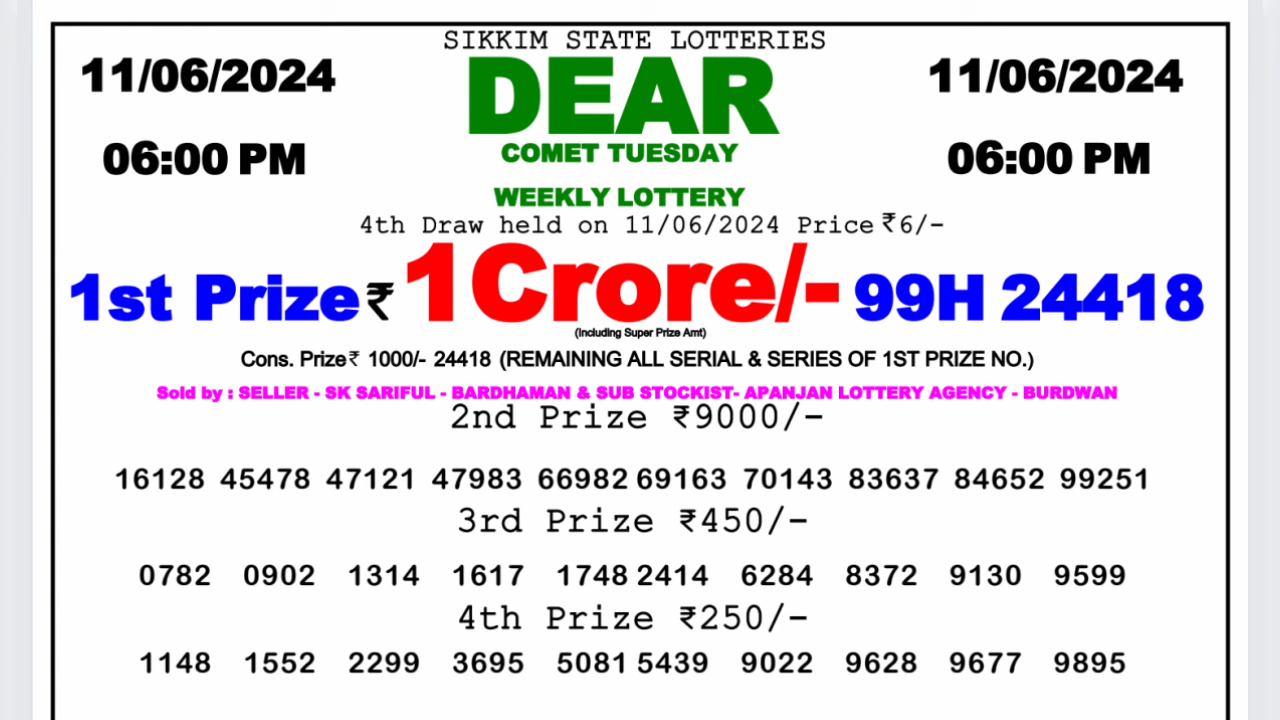 SIKKIM STATE LOTTERIES
11/06/2024 DEAR 11/06/2024
06:00 PM COMET TUESDAY 06:00 PM
WEEKLY LOTTERY
4th Draw held on 11/06/2024 Price ₹6/-
1st Prize ₹ 1Crore/- 99H 24418
(Including Super Prize Amt)
Cons. Prize ₹ 1000/- 24418 (REMAINING ALL SERIAL & SERIES OF 1ST PRIZE NO.)
Sold by : SELLER - SK SARIFUL - BARDHAMAN & SUB STOCKIST- APANJAN LOTTERY AGENCY - BURDWAN
2nd Prize ₹9000/-
16128 45478 47121 47983 66982 69163 70143 83637 84652 99251
3rd Prize ₹450/-
0782 0902 1314 1617 1748 2414 6284 8372 9130 9599
4th Prize ₹250/-
1148 1552 2299 3695 5081 5439 9022 9628 9677 9895